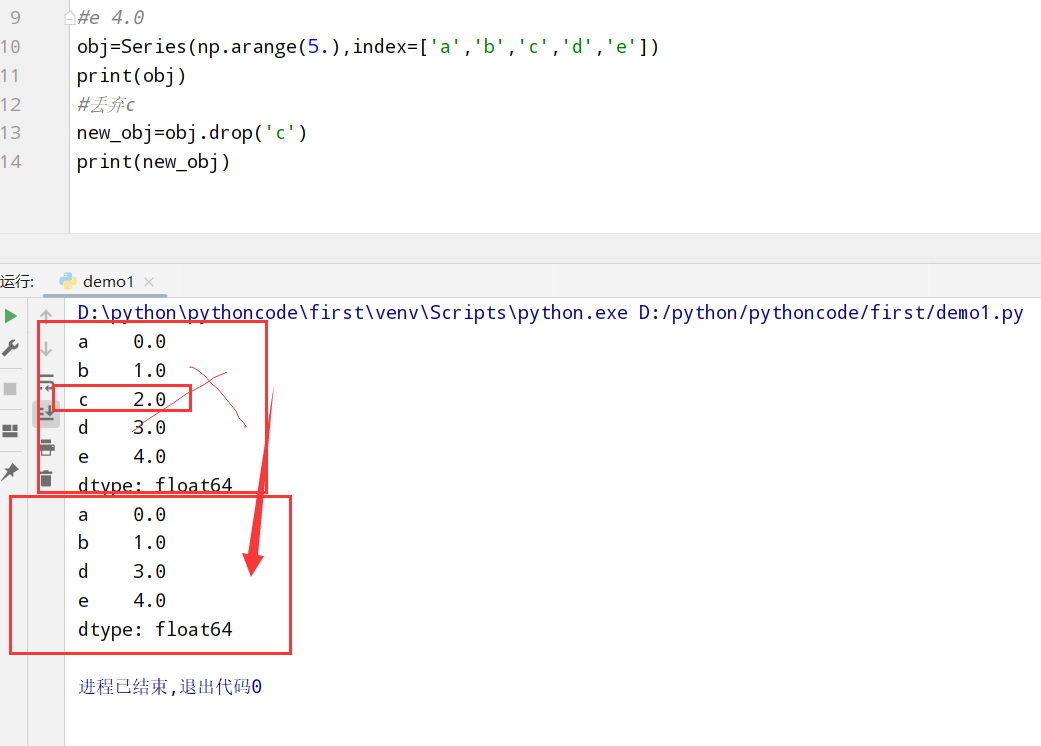 9 #e 4.0
10 obj=Series(np.arange(5.),index=['a','b','c','d','e'])
11 print(obj)
12 #丢弃c
13 new_obj=obj.drop('c')
14 print(new_obj)
运行: demo1
D:\python\pythoncode\first\venv\Scripts\python.exe D:/python/pythoncode/first/demo1.py
a 0.0
b 1.0
c 2.0
d 3.0
e 4.0
dtype: float64
a 0.0
b 1.0
d 3.0
e 4.0
dtype: float64
进程已结束,退出代码0